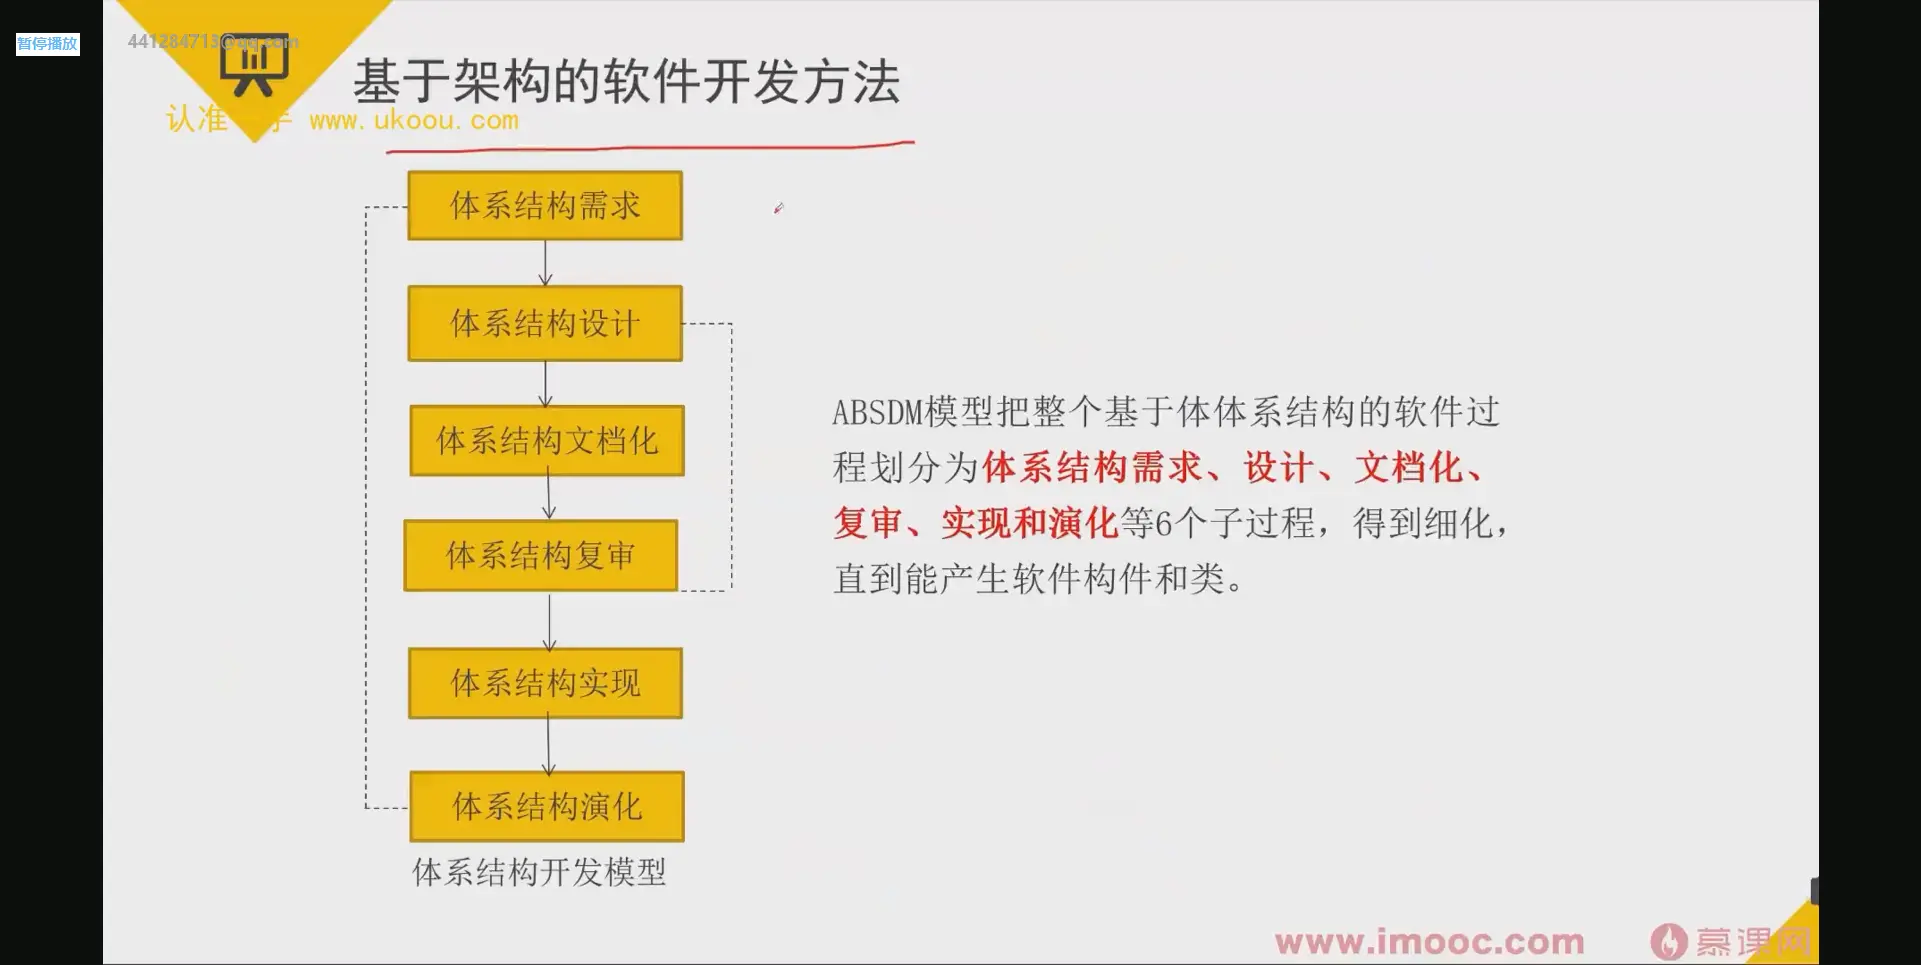 暂停播放
441284713@qq.com
基于架构的软件开发方法
认准 手 www.ukoou.com
体系结构需求
体系结构设计
体系结构文档化
体系结构复审
体系结构实现
体系结构演化
体系结构开发模型
ABSDM模型把整个基于体体系结构的软件过
程划分为体系结构需求、设计、文档化、
复审、实现和演化等6个子过程，得到细化，
直到能产生软件构件和类。
www.imooc.com
慕课网